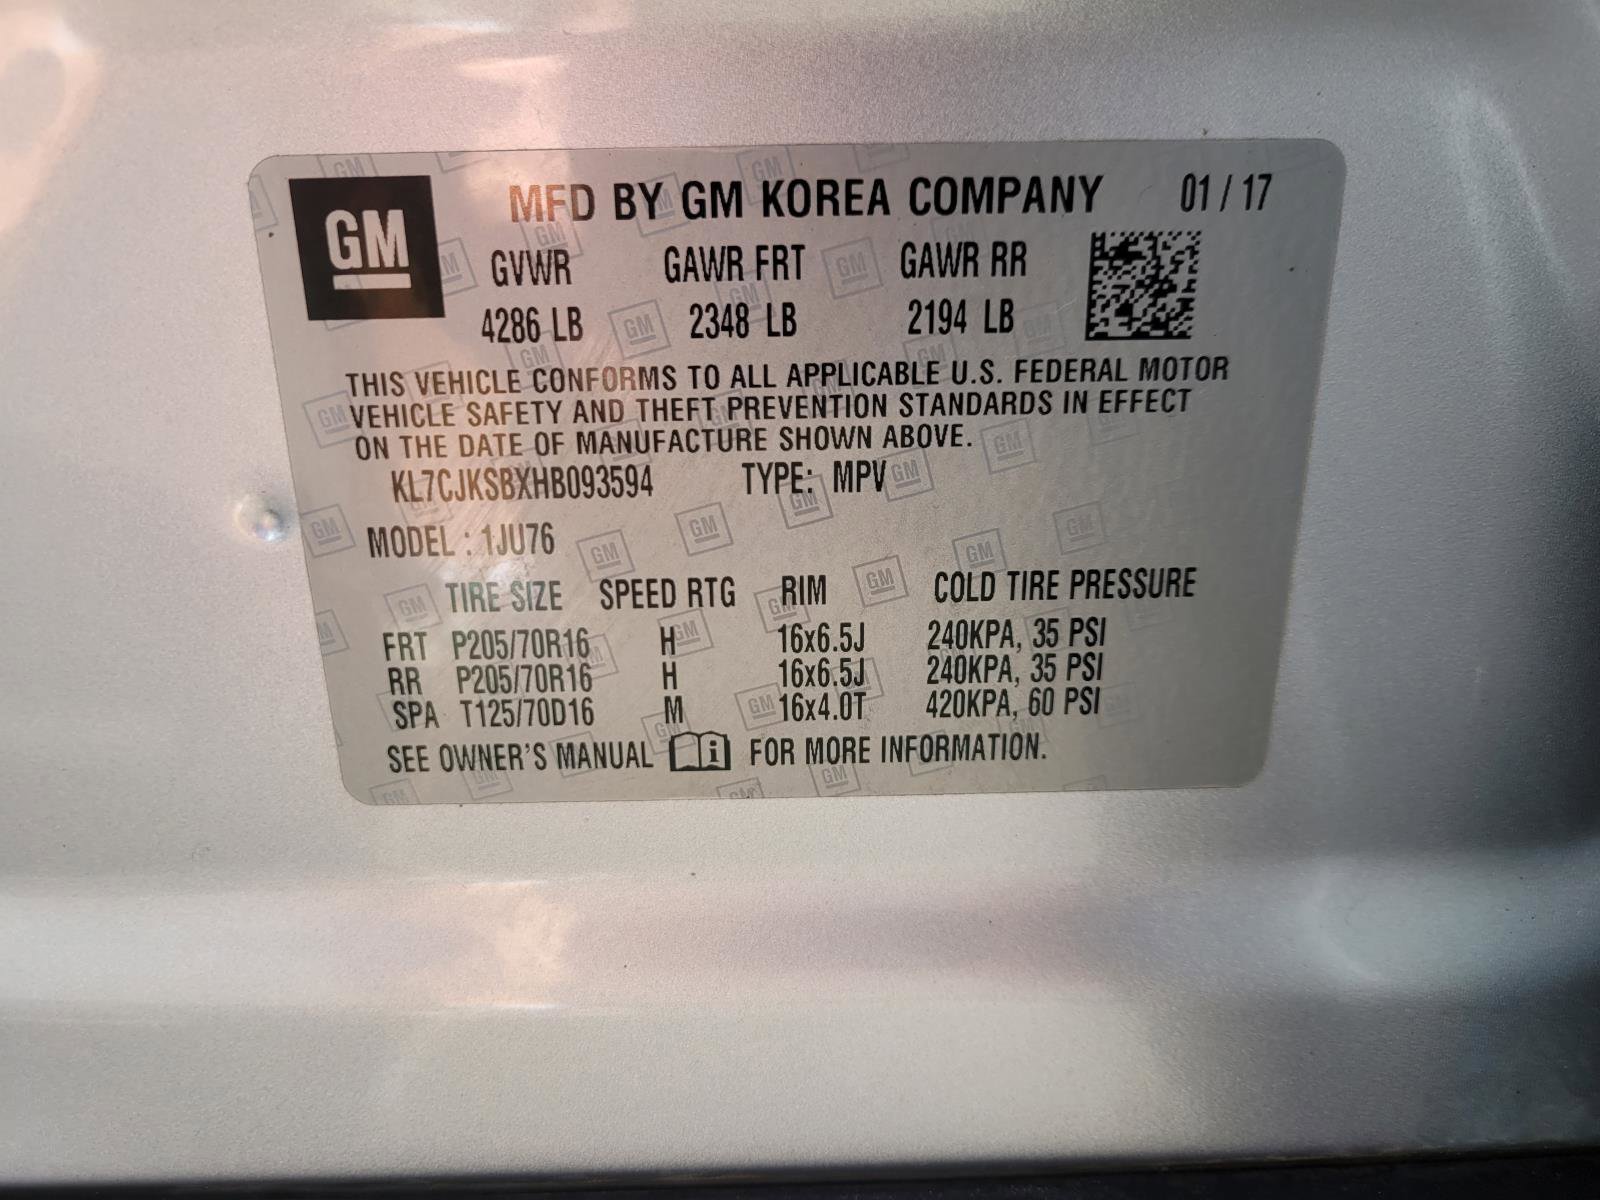 GM
MFD BY GM KOREA COMPANY 01 / 17
GVWR GAWR FRT GAWR RR
4286 LB 2348 LB 2194 LB
THIS VEHICLE CONFORMS TO ALL APPLICABLE U.S. FEDERAL MOTOR
VEHICLE SAFETY AND THEFT PREVENTION STANDARDS IN EFFECT
ON THE DATE OF MANUFACTURE SHOWN ABOVE.
KL7CJKSBXHB093594 TYPE: MPV
MODEL : 1JU76
TIRE SIZE SPEED RTG RIM COLD TIRE PRESSURE
FRT P205/70R16 H 16x6.5J 240KPA, 35 PSI
RR P205/70R16 H 16x6.5J 240KPA, 35 PSI
SPA T125/70D16 M 16x4.0T 420KPA, 60 PSI
SEE OWNER'S MANUAL i FOR MORE INFORMATION.